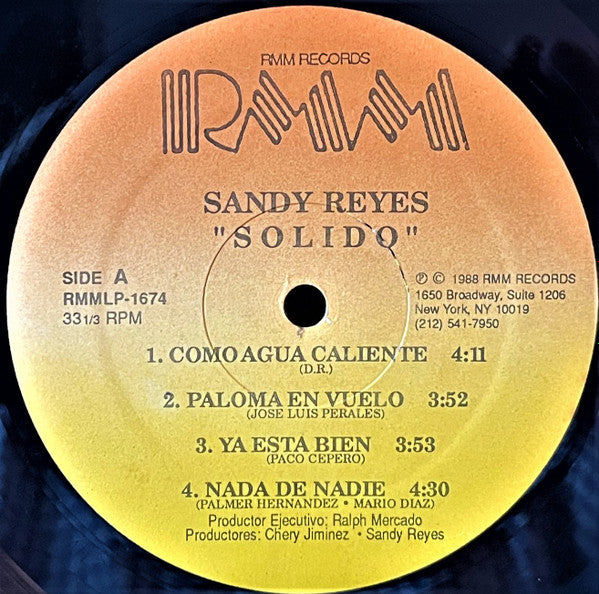 RMM RECORDS
RMM
SANDY REYES
"SOLIDO"
SIDE A
RMMLP-1674
33 1/3 RPM
℗ © 1988 RMM RECORDS
1650 Broadway, Suite 1206
New York, NY 10019
(212) 541-7950
1. COMO AGUA CALIENTE 4:11
(D.R.)
2. PALOMA EN VUELO 3:52
(JOSE LUIS PERALES)
3. YA ESTA BIEN 3:53
(PACO CEPERO)
4. NADA DE NADIE 4:30
(PALMER HERNANDEZ • MARIO DIAZ)
Productor Ejecutivo: Ralph Mercado
Productores: Chery Jiminez • Sandy Reyes